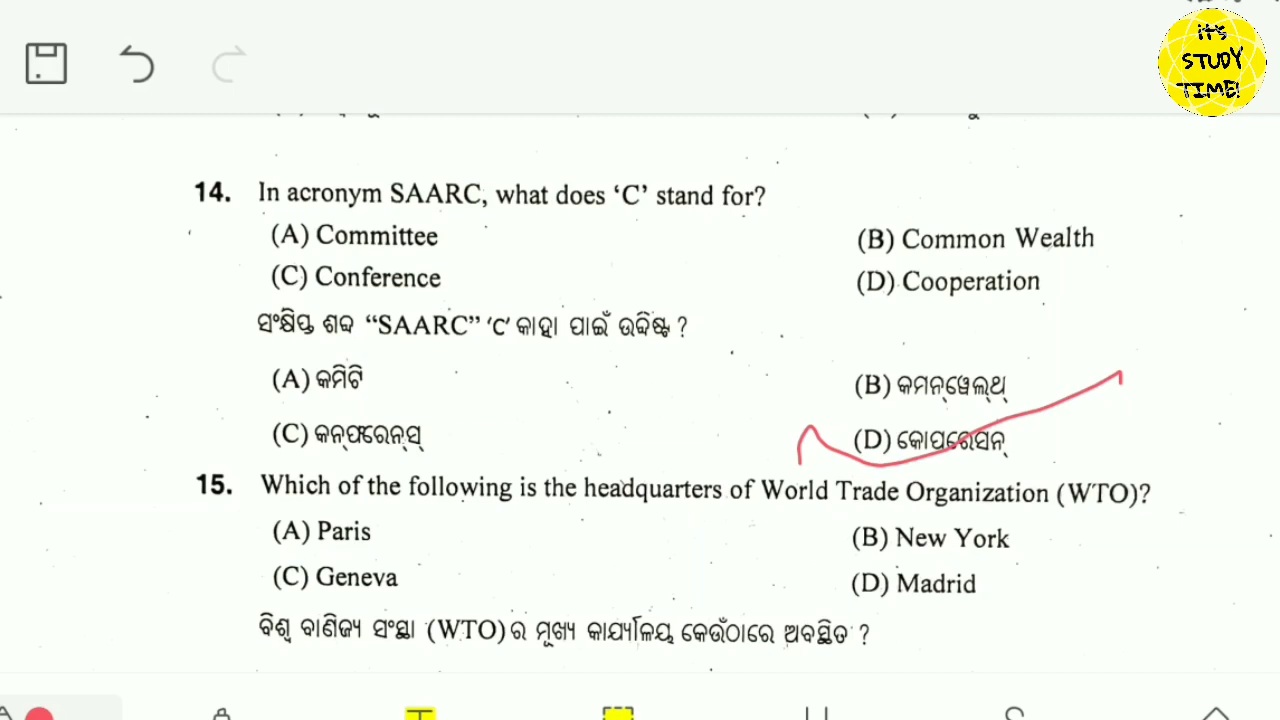 It's
STUDY
TIME!
14. In acronym SAARC, what does ‘C’ stand for?
(A) Committee (B) Common Wealth
(C) Conference (D) Cooperation
ସଂକ୍ଷିପ୍ତ ଶବ୍ଦ “SAARC” ‘C’ କାହା ପାଇଁ ଉଦ୍ଦିଷ୍ଟ ?
(A) କମିଟି (B) କମନ୍‌ୱେଲ୍‌ଥ୍
(C) କନ୍‌ଫରେନ୍‌ସ୍ (D) କୋପରେସନ୍
15. Which of the following is the headquarters of World Trade Organization (WTO)?
(A) Paris (B) New York
(C) Geneva (D) Madrid
ବିଶ୍ୱ ବାଣିଜ୍ୟ ସଂସ୍ଥା (WTO) ର ମୂଖ୍ୟ କାର୍ଯ୍ୟାଳୟ କେଉଁଠାରେ ଅବସ୍ଥିତ ?